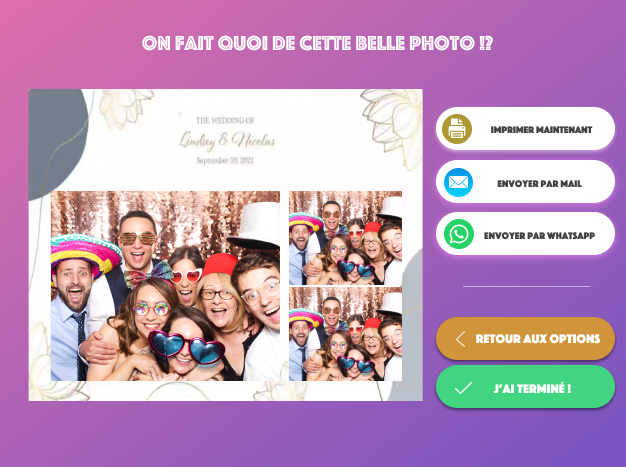 ON FAIT QUOI DE CETTE BELLE PHOTO !?
THE WEDDING OF
Lindsey & Nicolas
September 20, 2022
IMPRIMER MAINTENANT
ENVOYER PAR MAIL
ENVOYER PAR WHATSAPP
RETOUR AUX OPTIONS
J'AI TERMINÉ !